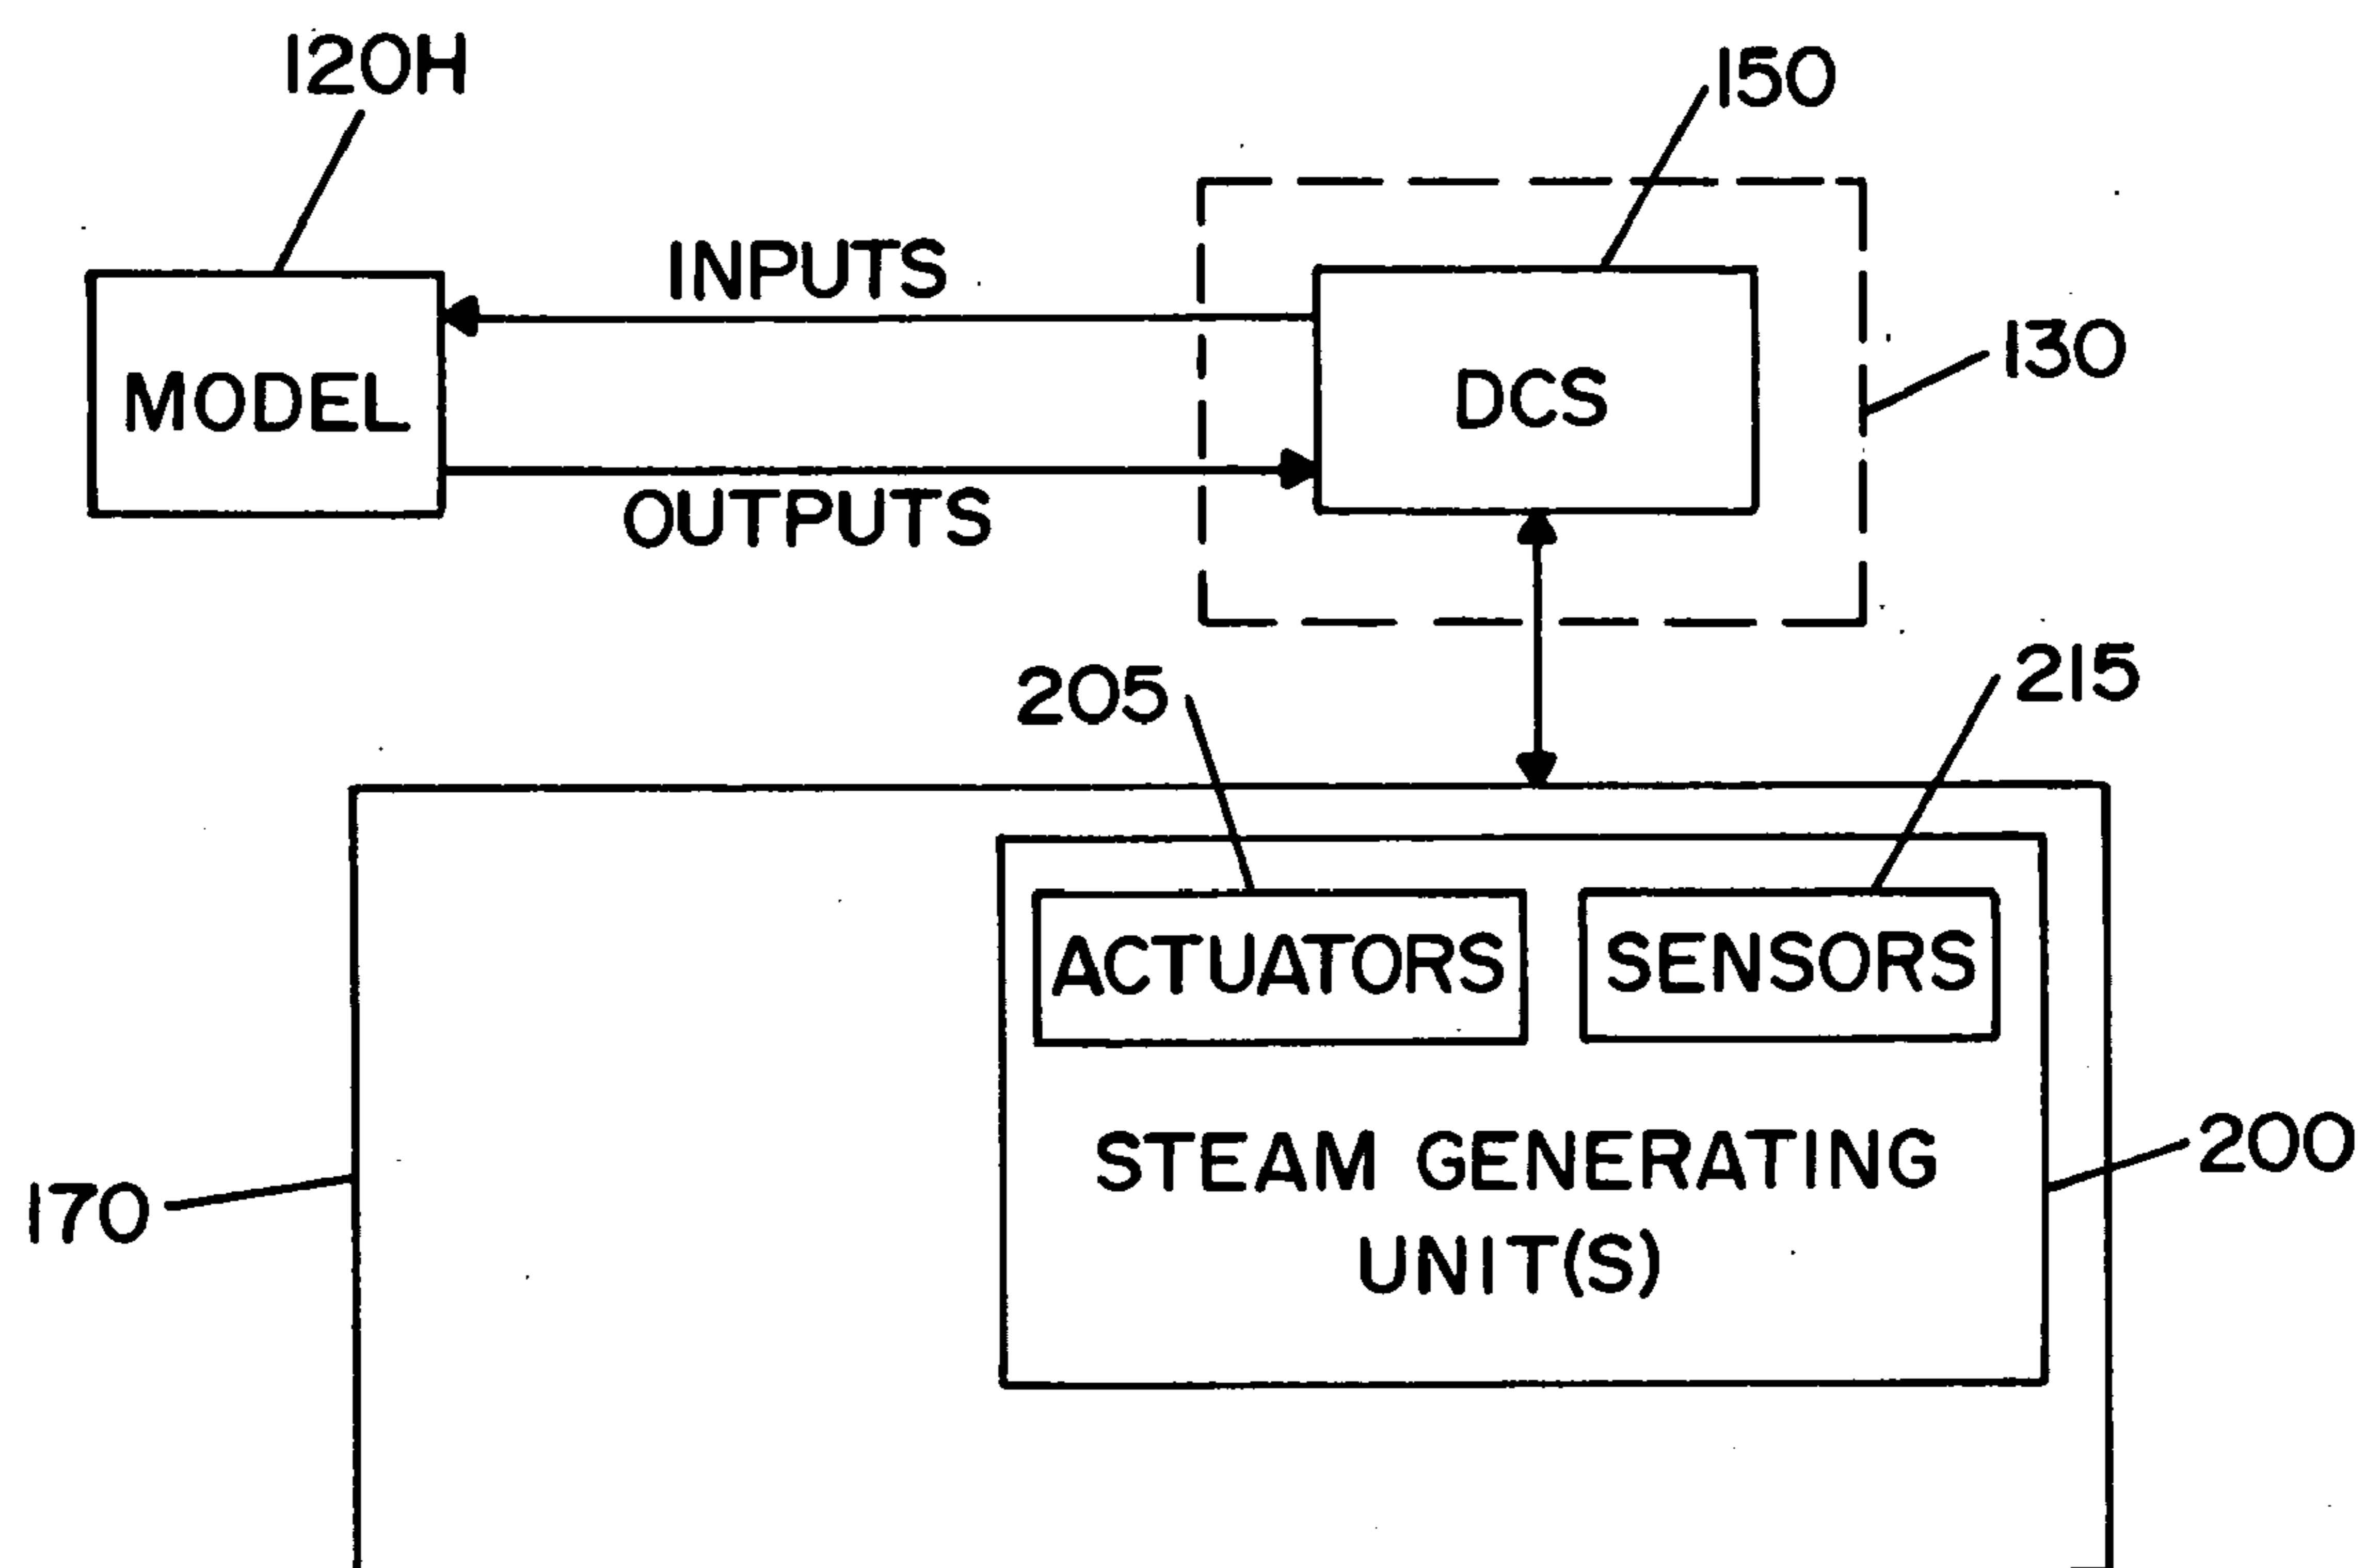 120H
150
INPUTS
130
MODEL
DCS
OUTPUTS
205
215
ACTUATORS
SENSORS
STEAM GENERATING
UNIT(S)
200
170